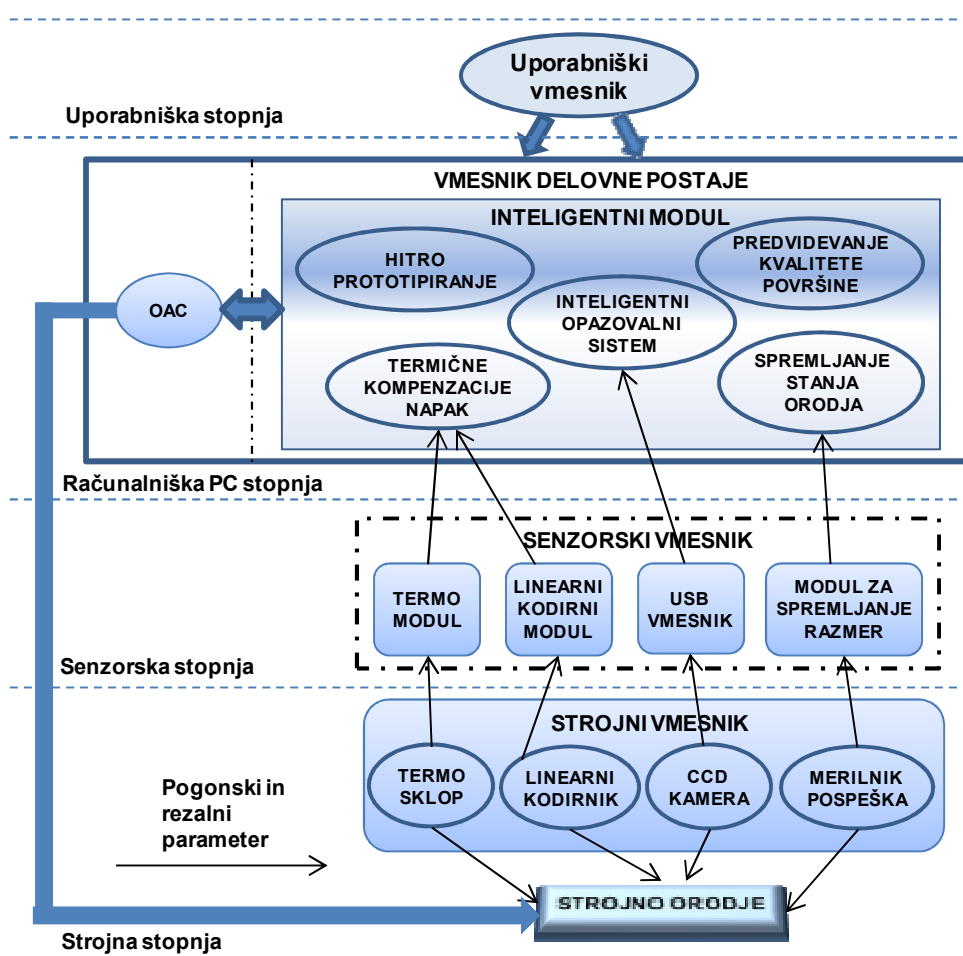 Uporabniški
vmesnik
Uporabniška stopnja
VMESNIK DELOVNE POSTAJE
INTELIGENTNI MODUL
HITRO
PROTOTIPIRANJE
PREDVIDEVANJE
KVALITETE
POVRŠINE
OAC
INTELIGENTNI
OPAZOVALNI
SISTEM
TERMIČNE
KOMPENZACIJE
NAPAK
SPREMLJANJE
STANJA
ORODJA
Računalniška PC stopnja
SENZORSKI VMESNIK
TERMO
MODUL
LINEARNI
KODIRNI
MODUL
USB
VMESNIK
MODUL ZA
SPREMLJANJE
RAZMER
Senzorska stopnja
STROJNI VMESNIK
TERMO
SKLOP
LINEARNI
KODIRNIK
CCD
KAMERA
MERILNIK
POSPEŠKA
Pogonski in
rezalni
parameter
STROJNO ORODJE
Strojna stopnja